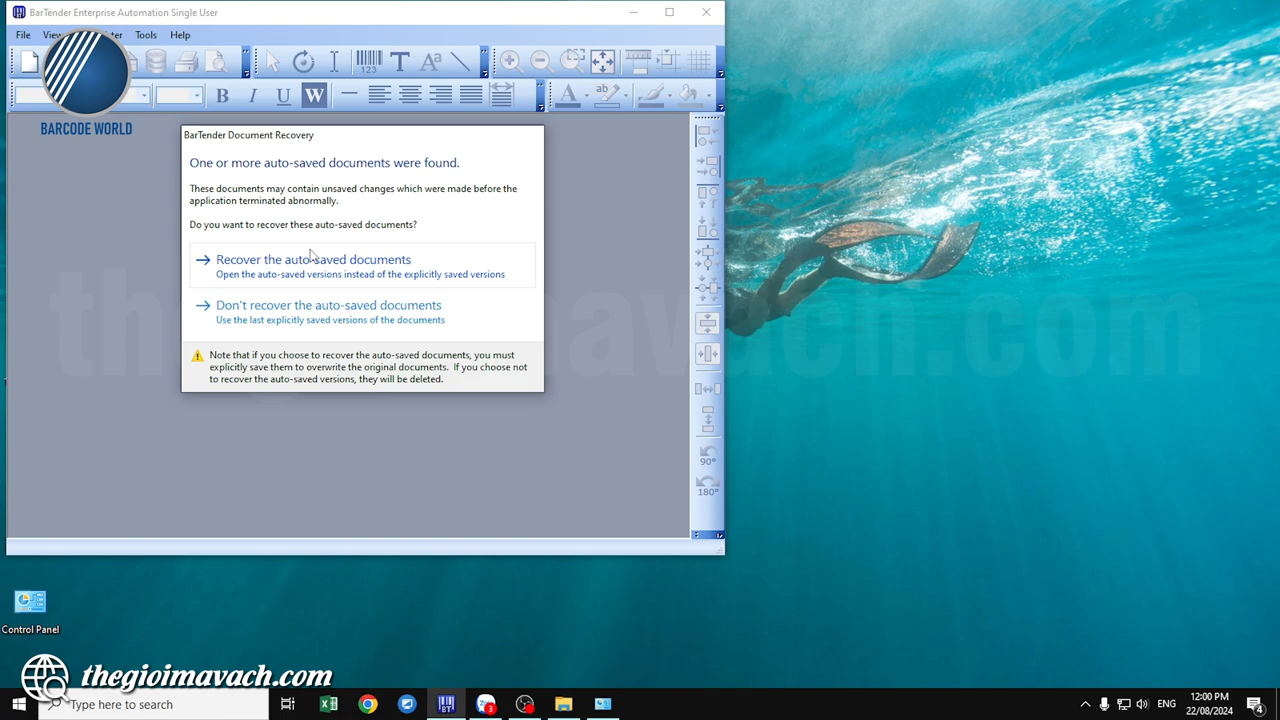 BarTender Enterprise Automation Single User
File
Tools
Help
123
T
B I U W
90°
180°
BARCODE WORLD
BarTender Document Recovery
One or more auto-saved documents were found.
These documents may contain unsaved changes which were made before the
application terminated abnormally.
Do you want to recover these auto-saved documents?
Recover the auto-saved documents
Open the auto-saved versions instead of the explicitly saved versions
Don't recover the auto-saved documents
Use the last explicitly saved versions of the documents
Note that if you choose to recover the auto-saved documents, you must
explicitly save them to overwrite the original documents. If you choose not
to recover the auto-saved versions, they will be deleted.
Control Panel
thegioimavach.com
Type here to search
BT
3
ENG
12:00 PM
22/08/2024
4